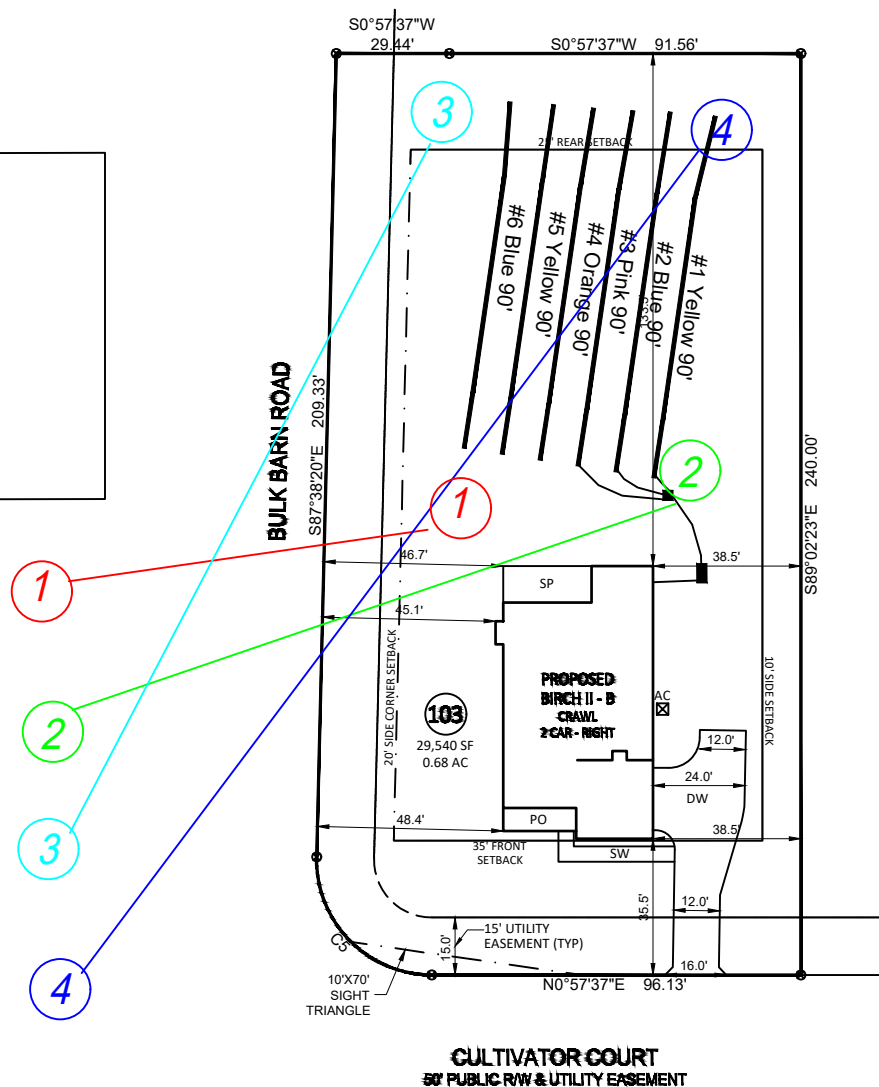 S0°57'37"W
29.44'
S0°57'37"W 91.56'
3
4
REAR SETBACK
#6 Blue 90'
#5 Yellow 90'
#4 Orange 90'
#3 Pink 90'
#2 Blue 90'
#1 Yellow 90'
133.5'
BULK BARN ROAD
S87°38'20"E 209.33'
S89°02'23"E 240.00'
2
1
1
46.7'
38.5'
SP
45.1'
20' SIDE CORNER SETBACK
10' SIDE SETBACK
PROPOSED
BIRCH II - B
CRAWL
2 CAR - RIGHT
AC
103
29,540 SF
0.68 AC
2
12.0'
24.0'
DW
48.4'
PO
38.5'
3
35' FRONT
SETBACK
SW
35.5'
12.0'
15.0'
15' UTILITY
EASEMENT (TYP)
C5
4
10'X70'
SIGHT
TRIANGLE
16.0'
N0°57'37"E 96.13'
CULTIVATOR COURT
50' PUBLIC R/W & UTILITY EASEMENT